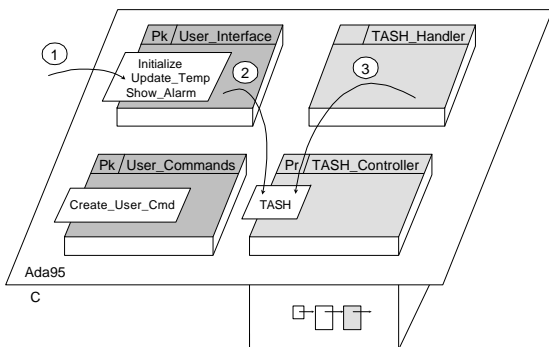 Pk User_Interface
TASH_Handler
1
Initialize
Update_Temp
Show_Alarm
2
3
Pk User_Commands
Pr TASH_Controller
Create_User_Cmd
TASH
Ada95
C